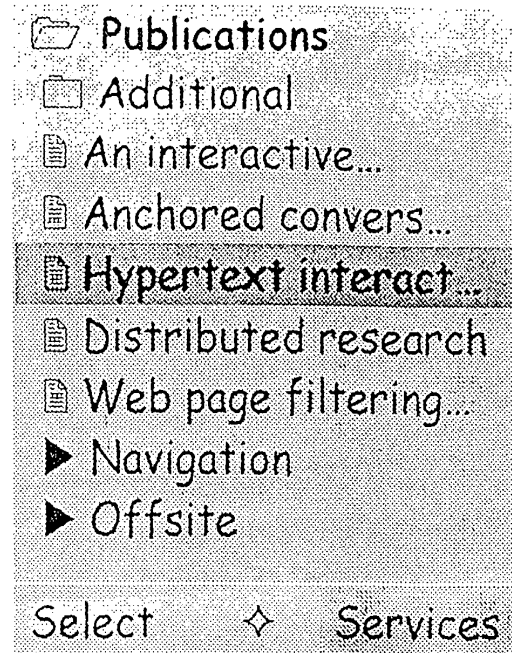 Publications
Additional
An interactive...
Anchored convers...
Hypertext interact...
Distributed research
Web page filtering...
Navigation
Offsite
Select Services